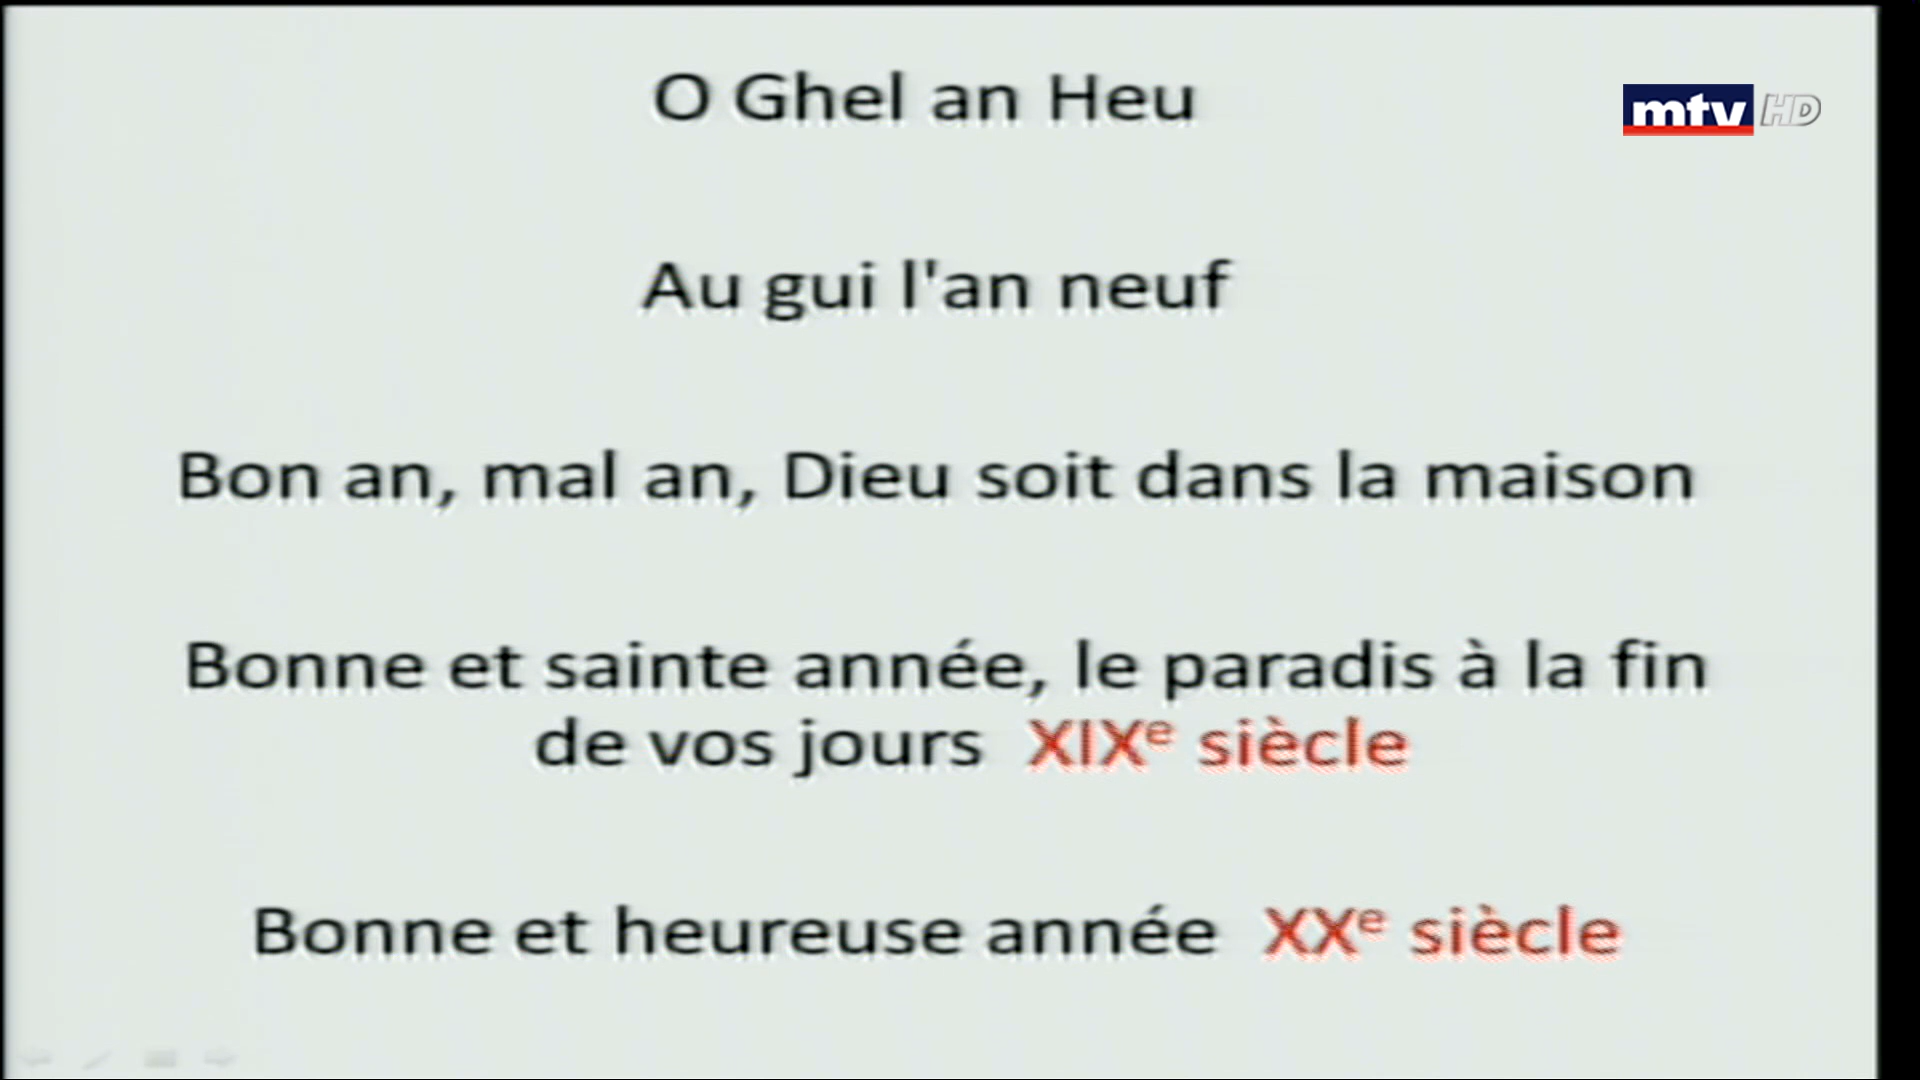 O Ghel an Heu
mtv HD
Au gui l'an neuf
Bon an, mal an, Dieu soit dans la maison
Bonne et sainte année, le paradis à la fin
de vos jours XIXe siècle
Bonne et heureuse année XXe siècle